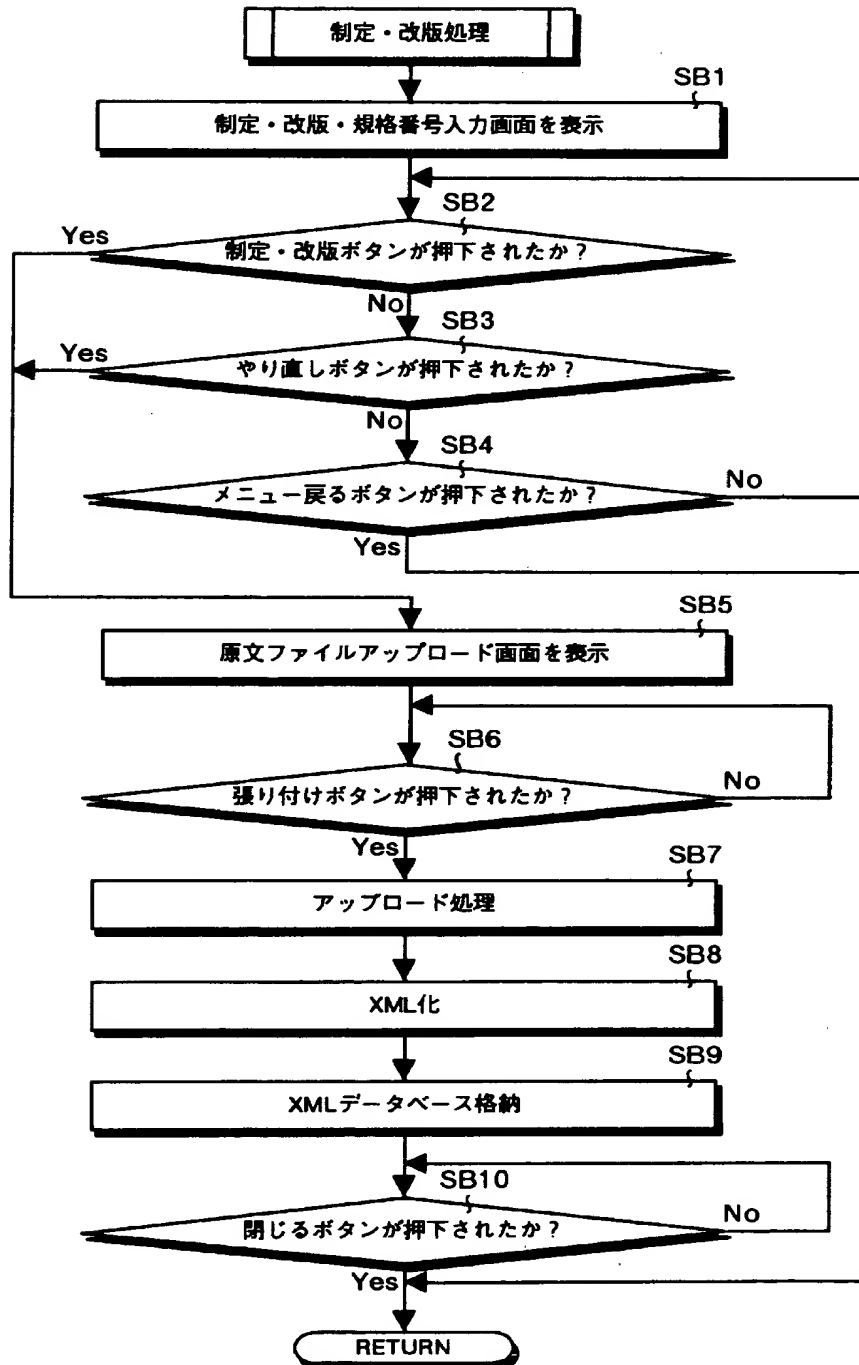 制定・改版処理
SB1
制定・改版・規格番号入力画面を表示
SB2
Yes
制定・改版ボタンが押下されたか？
No
SB3
Yes
やり直しボタンが押下されたか？
No
SB4
No
メニュー戻るボタンが押下されたか？
Yes
SB5
原文ファイルアップロード画面を表示
SB6
No
張り付けボタンが押下されたか？
Yes
SB7
アップロード処理
SB8
XML化
SB9
XMLデータベース格納
SB10
No
閉じるボタンが押下されたか？
Yes
RETURN